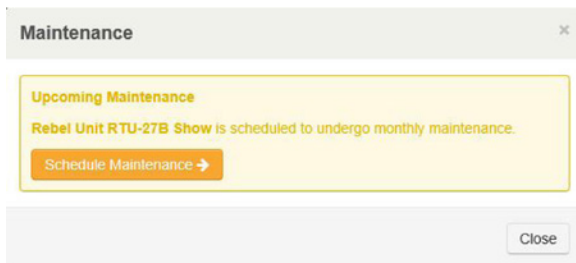 Maintenance ×
Upcoming Maintenance
Rebel Unit RTU-27B Show is scheduled to undergo monthly maintenance.
Schedule Maintenance →
Close